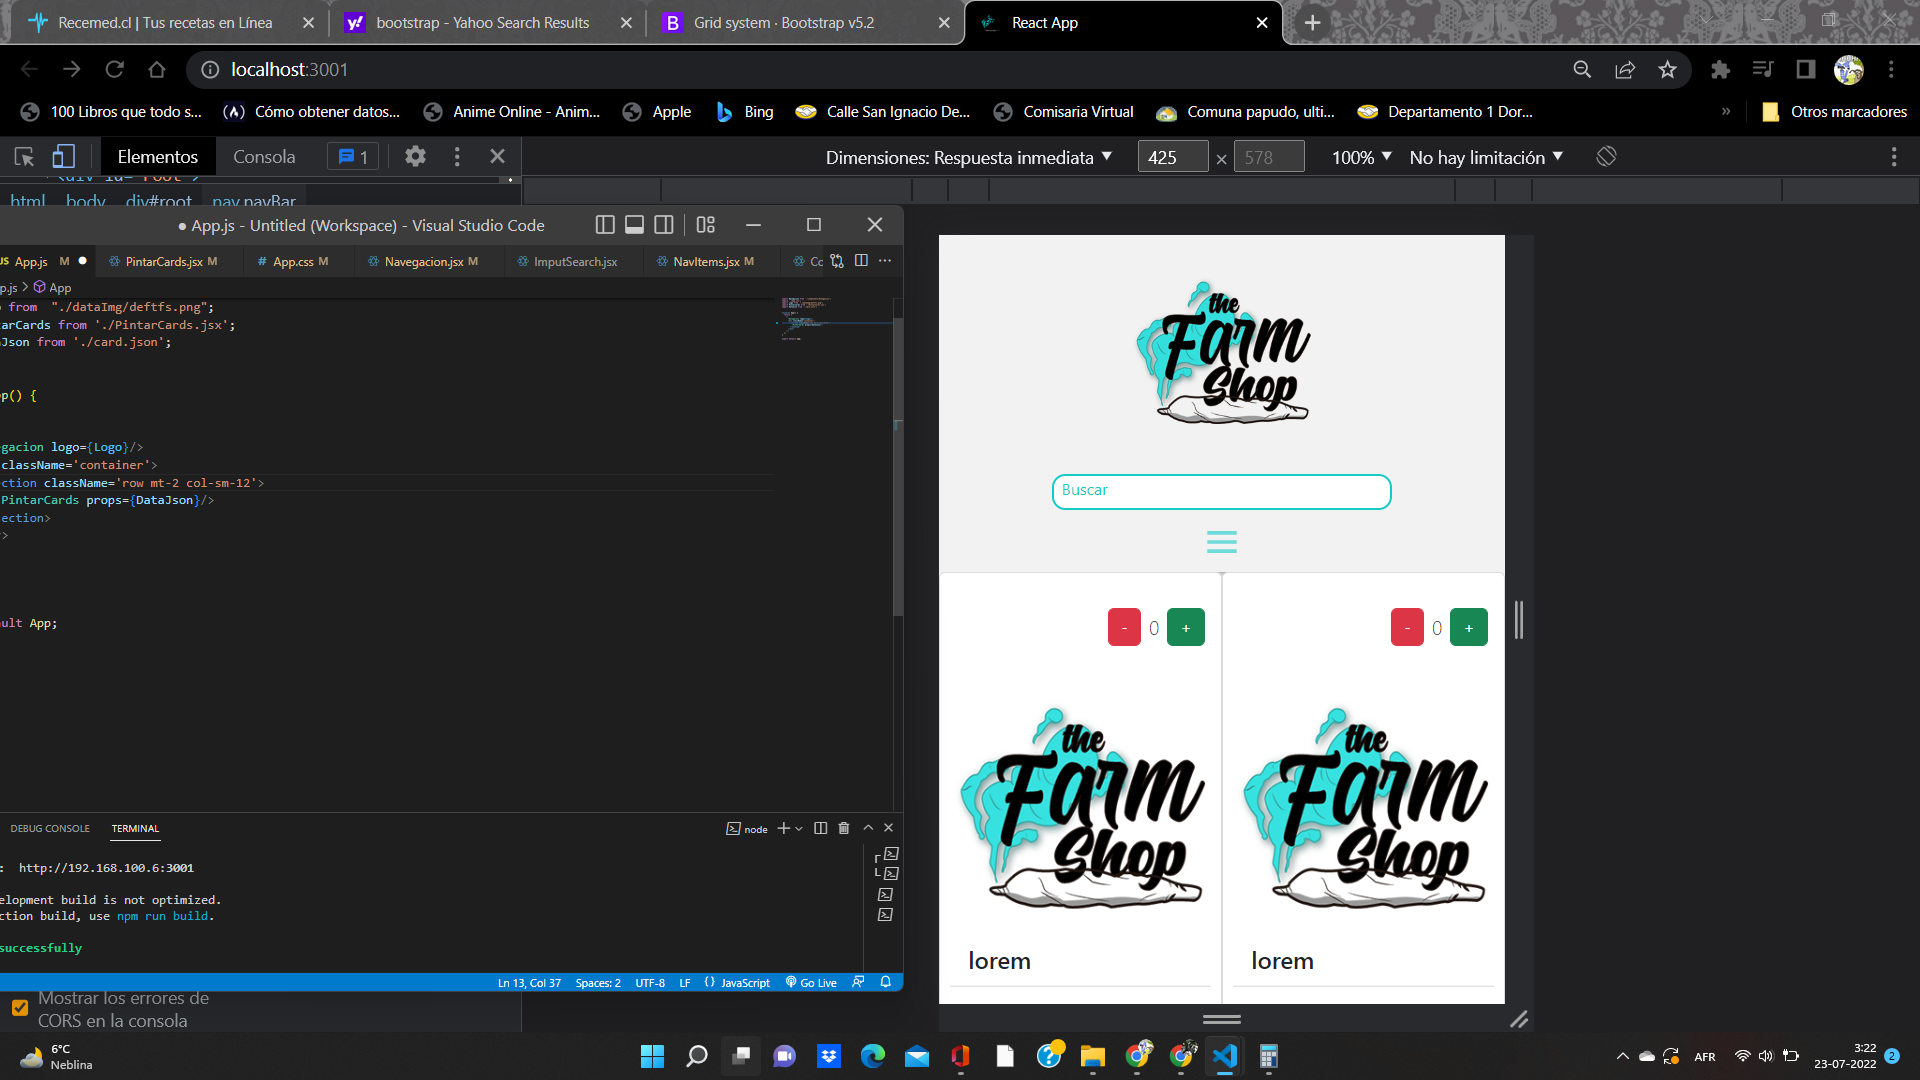 Recemed.cl | Tus recetas en Línea
bootstrap - Yahoo Search Results
Grid system · Bootstrap v5.2
React App
localhost:3001
100 Libros que todo s...
Cómo obtener datos...
Anime Online - Anim...
Apple
Bing
Calle San Ignacio De...
Comisaria Virtual
Comuna papudo, ulti...
Departamento 1 Dor...
»
Otros marcadores
Elementos
Consola
1
Dimensiones: Respuesta inmediata
425
×
578
100%
No hay limitación
<div id="root">
html body div#root nav.navBar
● App.js - Untitled (Workspace) - Visual Studio Code
JS App.js M ●
PintarCards.jsx M
# App.css M
Navegacion.jsx M
ImputSearch.jsx
NavItems.jsx M
Co
p.js > App
o from "./dataImg/deftfs.png";
tarCards from './PintarCards.jsx';
aJson from './card.json';
p() {
egacion logo={Logo}/>
className='container'>
ction className='row mt-2 col-sm-12'>
PintarCards props={DataJson}/>
ection>
>
ult App;
DEBUG CONSOLE
TERMINAL
node
: http://192.168.100.6:3001
elopment build is not optimized.
ction build, use npm run build.
successfully
Ln 13, Col 37
Spaces: 2
UTF-8
LF
{ } JavaScript
Go Live
Mostrar los errores de
CORS en la consola
the
Farm
Shop
Buscar
- 0 +
- 0 +
the
Farm
Shop
the
Farm
Shop
lorem
lorem
6°C
Neblina
AFR
3:22
23-07-2022
2